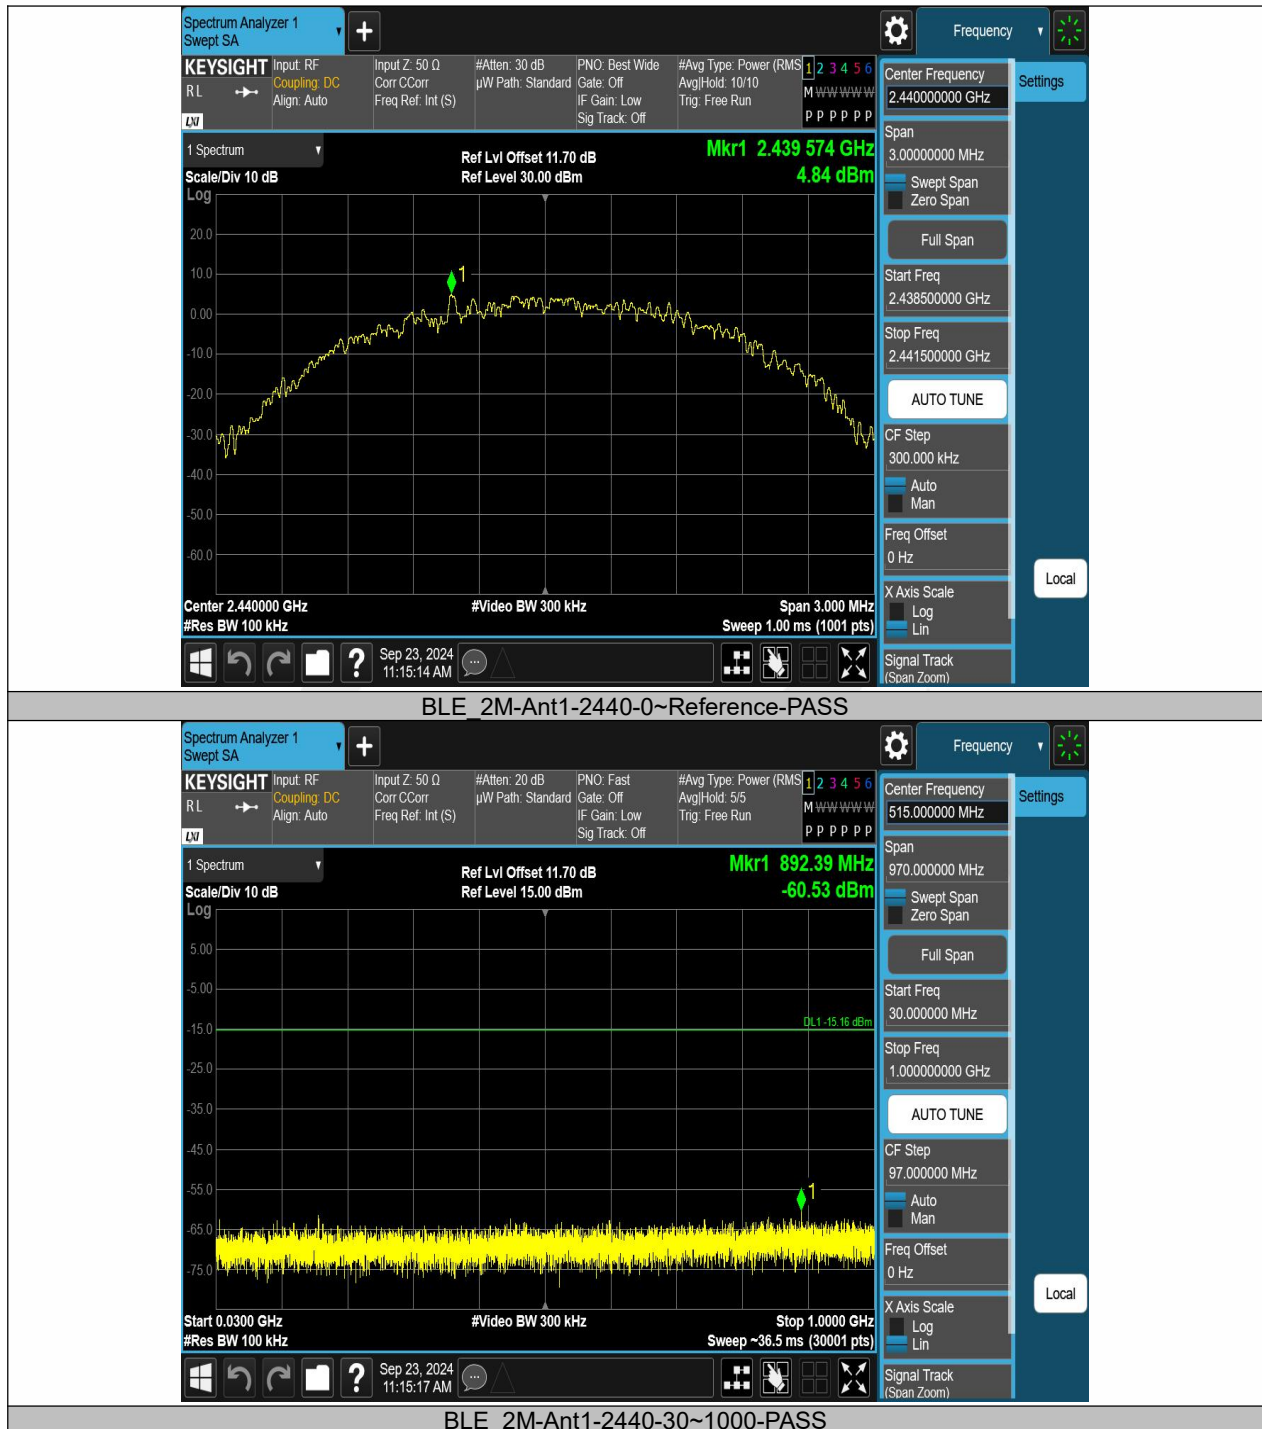 Spectrum Analyzer 1
Swept SA
Frequency
KEYSIGHT
R L
LXI
Input: RF
Coupling: DC
Align: Auto
Input Z: 50 Ω
Corr CCorr
Freq Ref: Int (S)
#Atten: 30 dB
µW Path: Standard
PNO: Best Wide
Gate: Off
IF Gain: Low
Sig Track: Off
#Avg Type: Power (RMS
Avg|Hold: 10/10
Trig: Free Run
1 2 3 4 5 6
M W W W W W
P P P P P P
1 Spectrum
Scale/Div 10 dB
Log
Ref Lvl Offset 11.70 dB
Ref Level 30.00 dBm
Mkr1 2.439 574 GHz
4.84 dBm
20.0
10.0
0.00
-10.0
-20.0
-30.0
-40.0
-50.0
-60.0
1
Center 2.440000 GHz
#Res BW 100 kHz
#Video BW 300 kHz
Span 3.000 MHz
Sweep 1.00 ms (1001 pts)
Sep 23, 2024
11:15:14 AM
Center Frequency
2.440000000 GHz
Span
3.00000000 MHz
Swept Span
Zero Span
Full Span
Start Freq
2.438500000 GHz
Stop Freq
2.441500000 GHz
AUTO TUNE
CF Step
300.000 kHz
Auto
Man
Freq Offset
0 Hz
X Axis Scale
Log
Lin
Signal Track
(Span Zoom)
Settings
Local
BLE_2M-Ant1-2440-0~Reference-PASS
Spectrum Analyzer 1
Swept SA
Frequency
KEYSIGHT
R L
LXI
Input: RF
Coupling: DC
Align: Auto
Input Z: 50 Ω
Corr CCorr
Freq Ref: Int (S)
#Atten: 20 dB
µW Path: Standard
PNO: Fast
Gate: Off
IF Gain: Low
Sig Track: Off
#Avg Type: Power (RMS
Avg|Hold: 5/5
Trig: Free Run
1 2 3 4 5 6
M W W W W W
P P P P P P
1 Spectrum
Scale/Div 10 dB
Log
Ref Lvl Offset 11.70 dB
Ref Level 15.00 dBm
Mkr1 892.39 MHz
-60.53 dBm
5.00
-5.00
-15.0
-25.0
-35.0
-45.0
-55.0
-65.0
-75.0
DL1 -15.16 dBm
1
Start 0.0300 GHz
#Res BW 100 kHz
#Video BW 300 kHz
Stop 1.0000 GHz
Sweep ~36.5 ms (30001 pts)
Sep 23, 2024
11:15:17 AM
Center Frequency
515.000000 MHz
Span
970.000000 MHz
Swept Span
Zero Span
Full Span
Start Freq
30.000000 MHz
Stop Freq
1.000000000 GHz
AUTO TUNE
CF Step
97.000000 MHz
Auto
Man
Freq Offset
0 Hz
X Axis Scale
Log
Lin
Signal Track
(Span Zoom)
Settings
Local
BLE_2M-Ant1-2440-30~1000-PASS